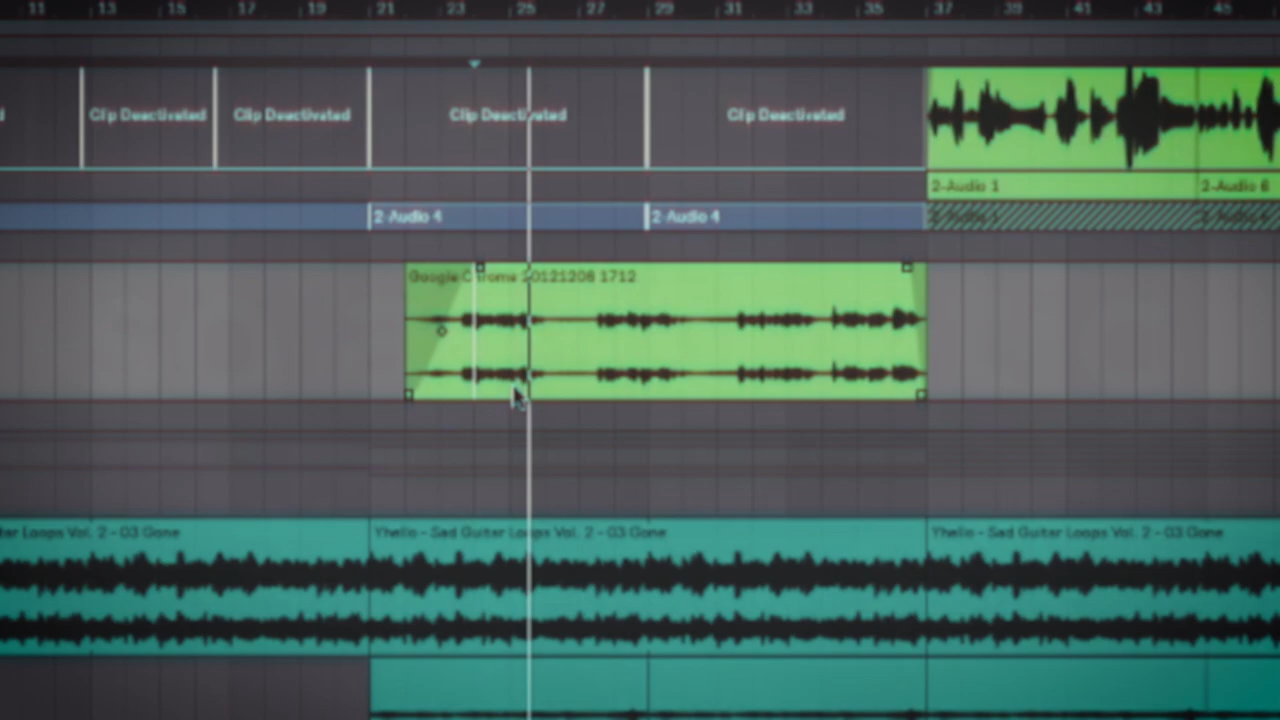 11 13 15 17 19 21 23 25 27 29 31 33 35 37 39 41 43 45
Clip Deactivated Clip Deactivated Clip Deactivated Clip Deactivated
2-Audio 1 2-Audio 6
2-Audio 4 2-Audio 4
Google Chrome 20121208 1712
Loops Vol. 2 - 03 Gone Yhello - Sad Guitar Loops Vol. 2 - 03 Gone Yhello - Sad Guitar Loops Vol. 2 - 03 Gone